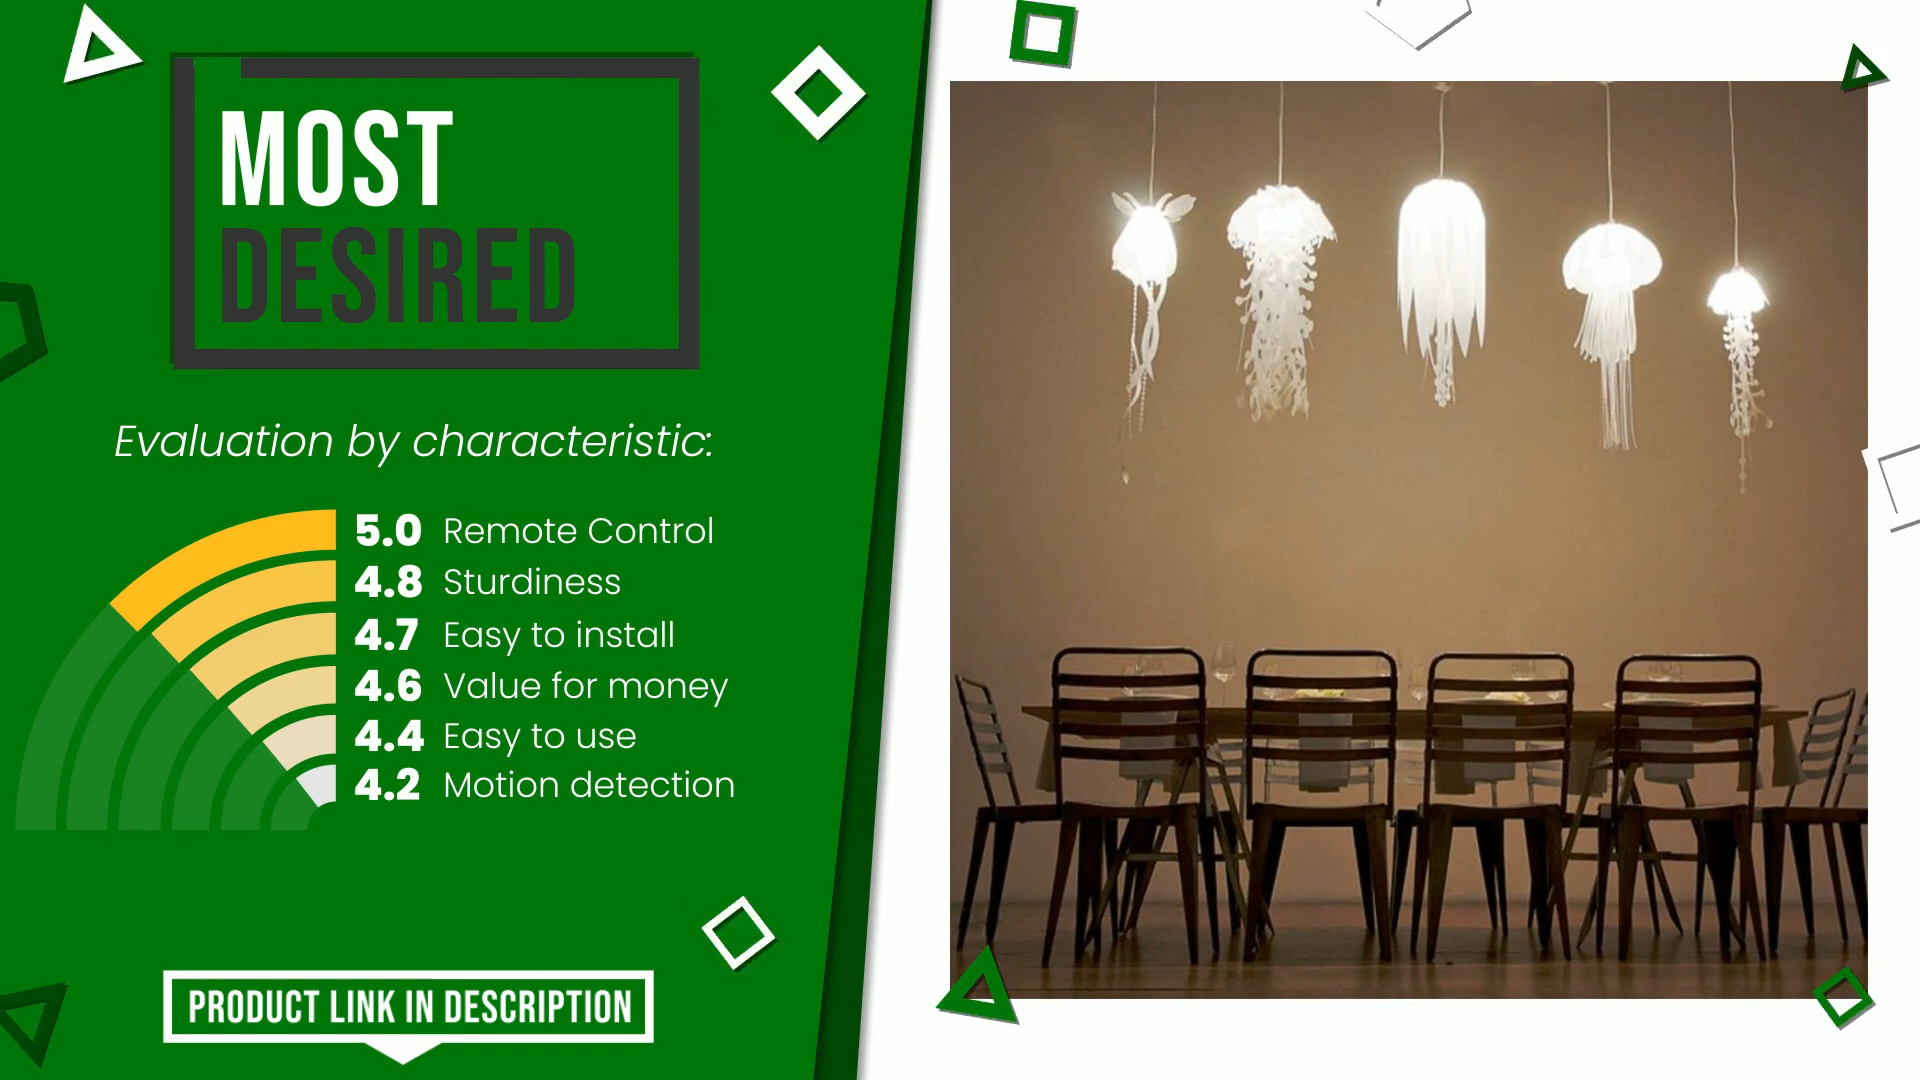 MOST
DESIRED
Evaluation by characteristic:
5.0 Remote Control
4.8 Sturdiness
4.7 Easy to install
4.6 Value for money
4.4 Easy to use
4.2 Motion detection
PRODUCT LINK IN DESCRIPTION